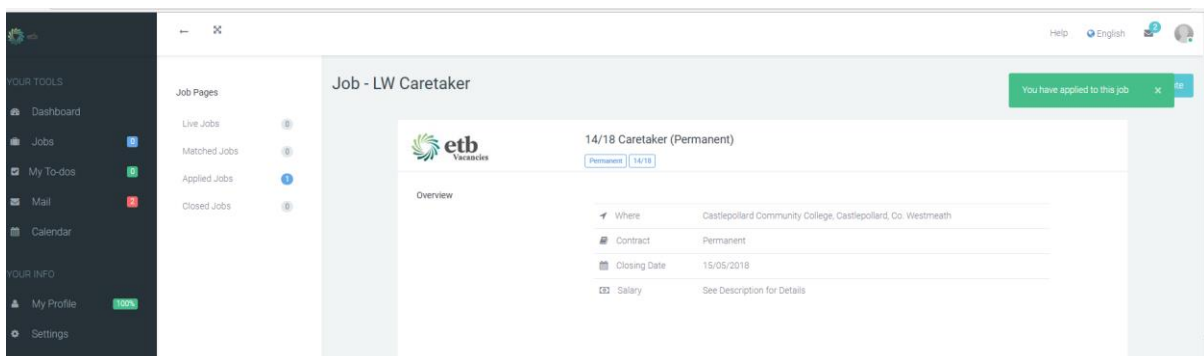 etb
Help English 2
YOUR TOOLS
Dashboard
Jobs 0
My To-dos 0
Mail 2
Calendar
YOUR INFO
My Profile 100%
Settings
Job Pages
Live Jobs 0
Matched Jobs 0
Applied Jobs 1
Closed Jobs 0
Job - LW Caretaker
You have applied to this job x
etb
Vacancies
14/18 Caretaker (Permanent)
Permanent 14/18
Overview
Where Castlepollard Community College, Castlepollard, Co. Westmeath
Contract Permanent
Closing Date 15/05/2018
Salary See Description for Details